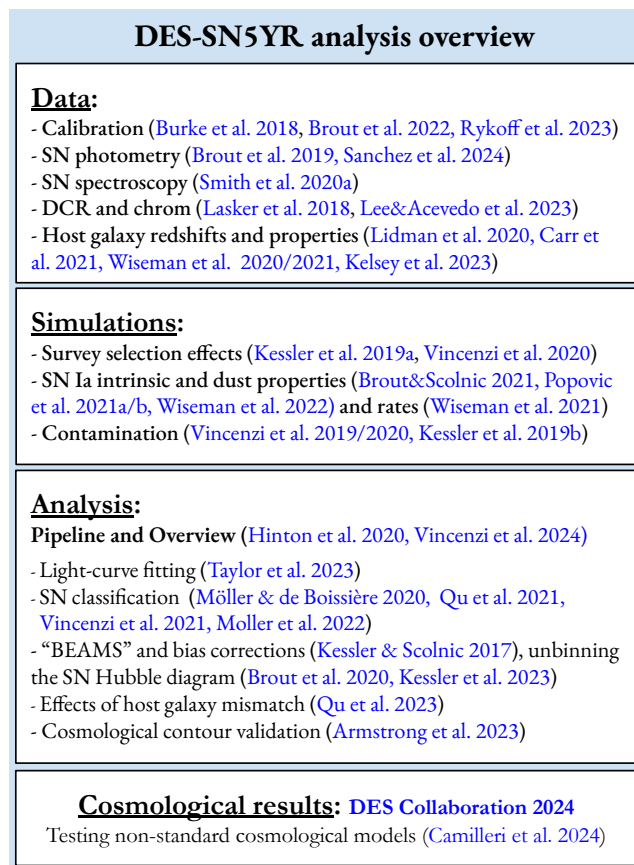 DES-SN5YR analysis overview
Data:
- Calibration (Burke et al. 2018, Brout et al. 2022, Rykoff et al. 2023)
- SN photometry (Brout et al. 2019, Sanchez et al. 2024)
- SN spectroscopy (Smith et al. 2020a)
- DCR and chrom (Lasker et al. 2018, Lee&Acevedo et al. 2023)
- Host galaxy redshifts and properties (Lidman et al. 2020, Carr et
al. 2021, Wiseman et al. 2020/2021, Kelsey et al. 2023)
Simulations:
- Survey selection effects (Kessler et al. 2019a, Vincenzi et al. 2020)
- SN Ia intrinsic and dust properties (Brout&Scolnic 2021, Popovic
et al. 2021a/b, Wiseman et al. 2022) and rates (Wiseman et al. 2021)
- Contamination (Vincenzi et al. 2019/2020, Kessler et al. 2019b)
Analysis:
Pipeline and Overview (Hinton et al. 2020, Vincenzi et al. 2024)
- Light-curve fitting (Taylor et al. 2023)
- SN classification (Möller & de Boissière 2020, Qu et al. 2021,
Vincenzi et al. 2021, Moller et al. 2022)
- “BEAMS” and bias corrections (Kessler & Scolnic 2017), unbinning
the SN Hubble diagram (Brout et al. 2020, Kessler et al. 2023)
- Effects of host galaxy mismatch (Qu et al. 2023)
- Cosmological contour validation (Armstrong et al. 2023)
Cosmological results: DES Collaboration 2024
Testing non-standard cosmological models (Camilleri et al. 2024)